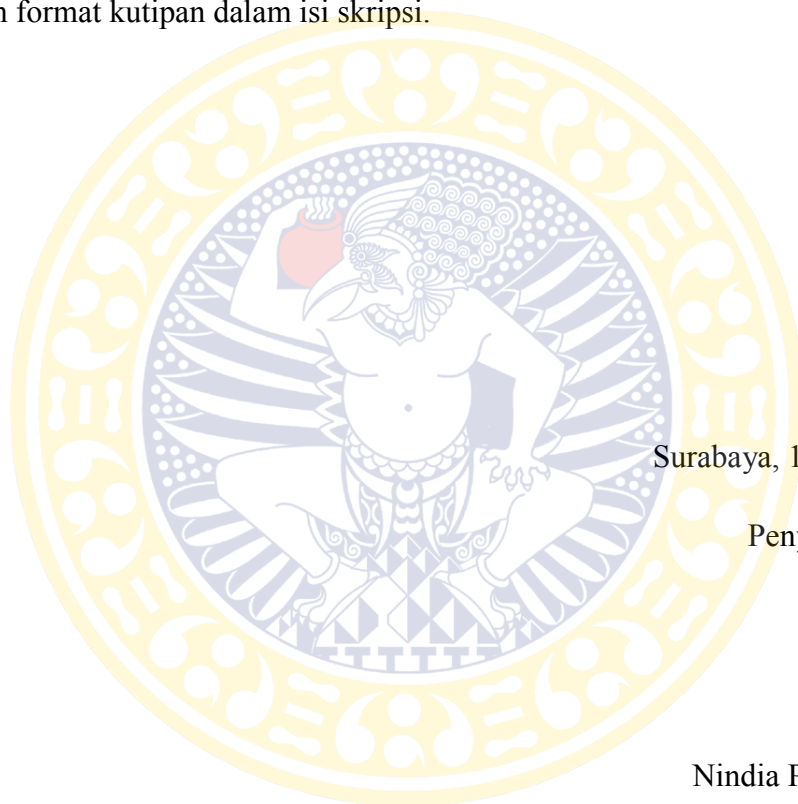 format kutipan dalam isi skripsi.
Surabaya, 1
Peny
Nindia